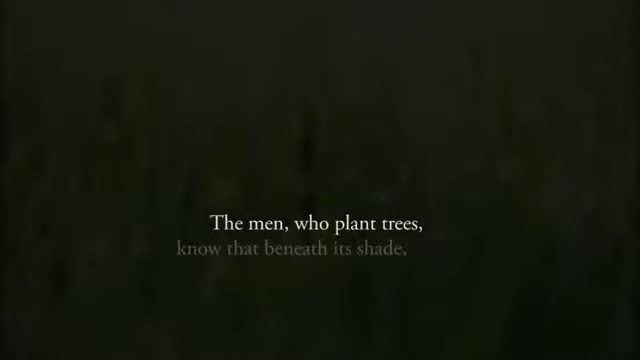 The men, who plant trees,
know that beneath its shade,